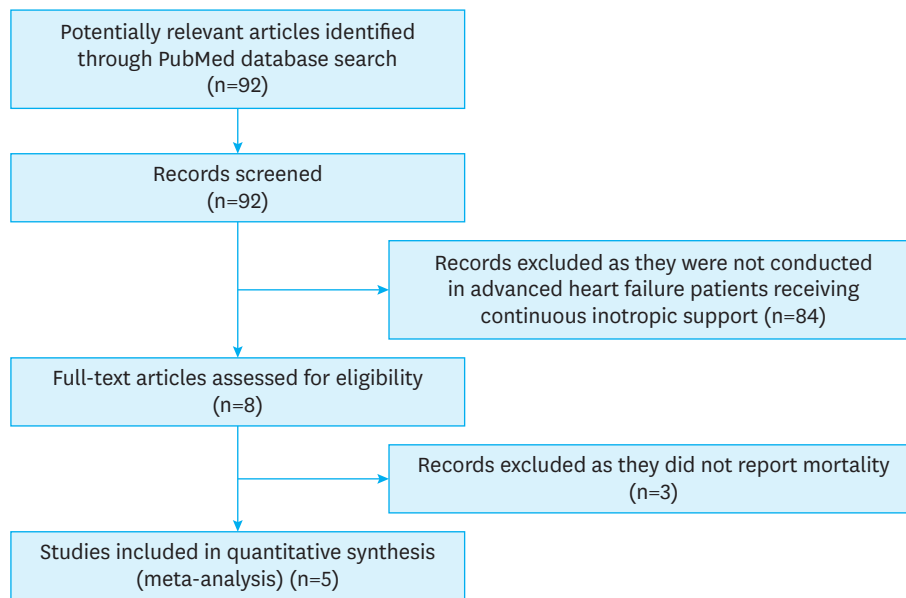 Potentially relevant articles identified
through PubMed database search
(n=92)
Records screened
(n=92)
Records excluded as they were not conducted
in advanced heart failure patients receiving
continuous inotropic support (n=84)
Full-text articles assessed for eligibility
(n=8)
Records excluded as they did not report mortality
(n=3)
Studies included in quantitative synthesis
(meta-analysis) (n=5)